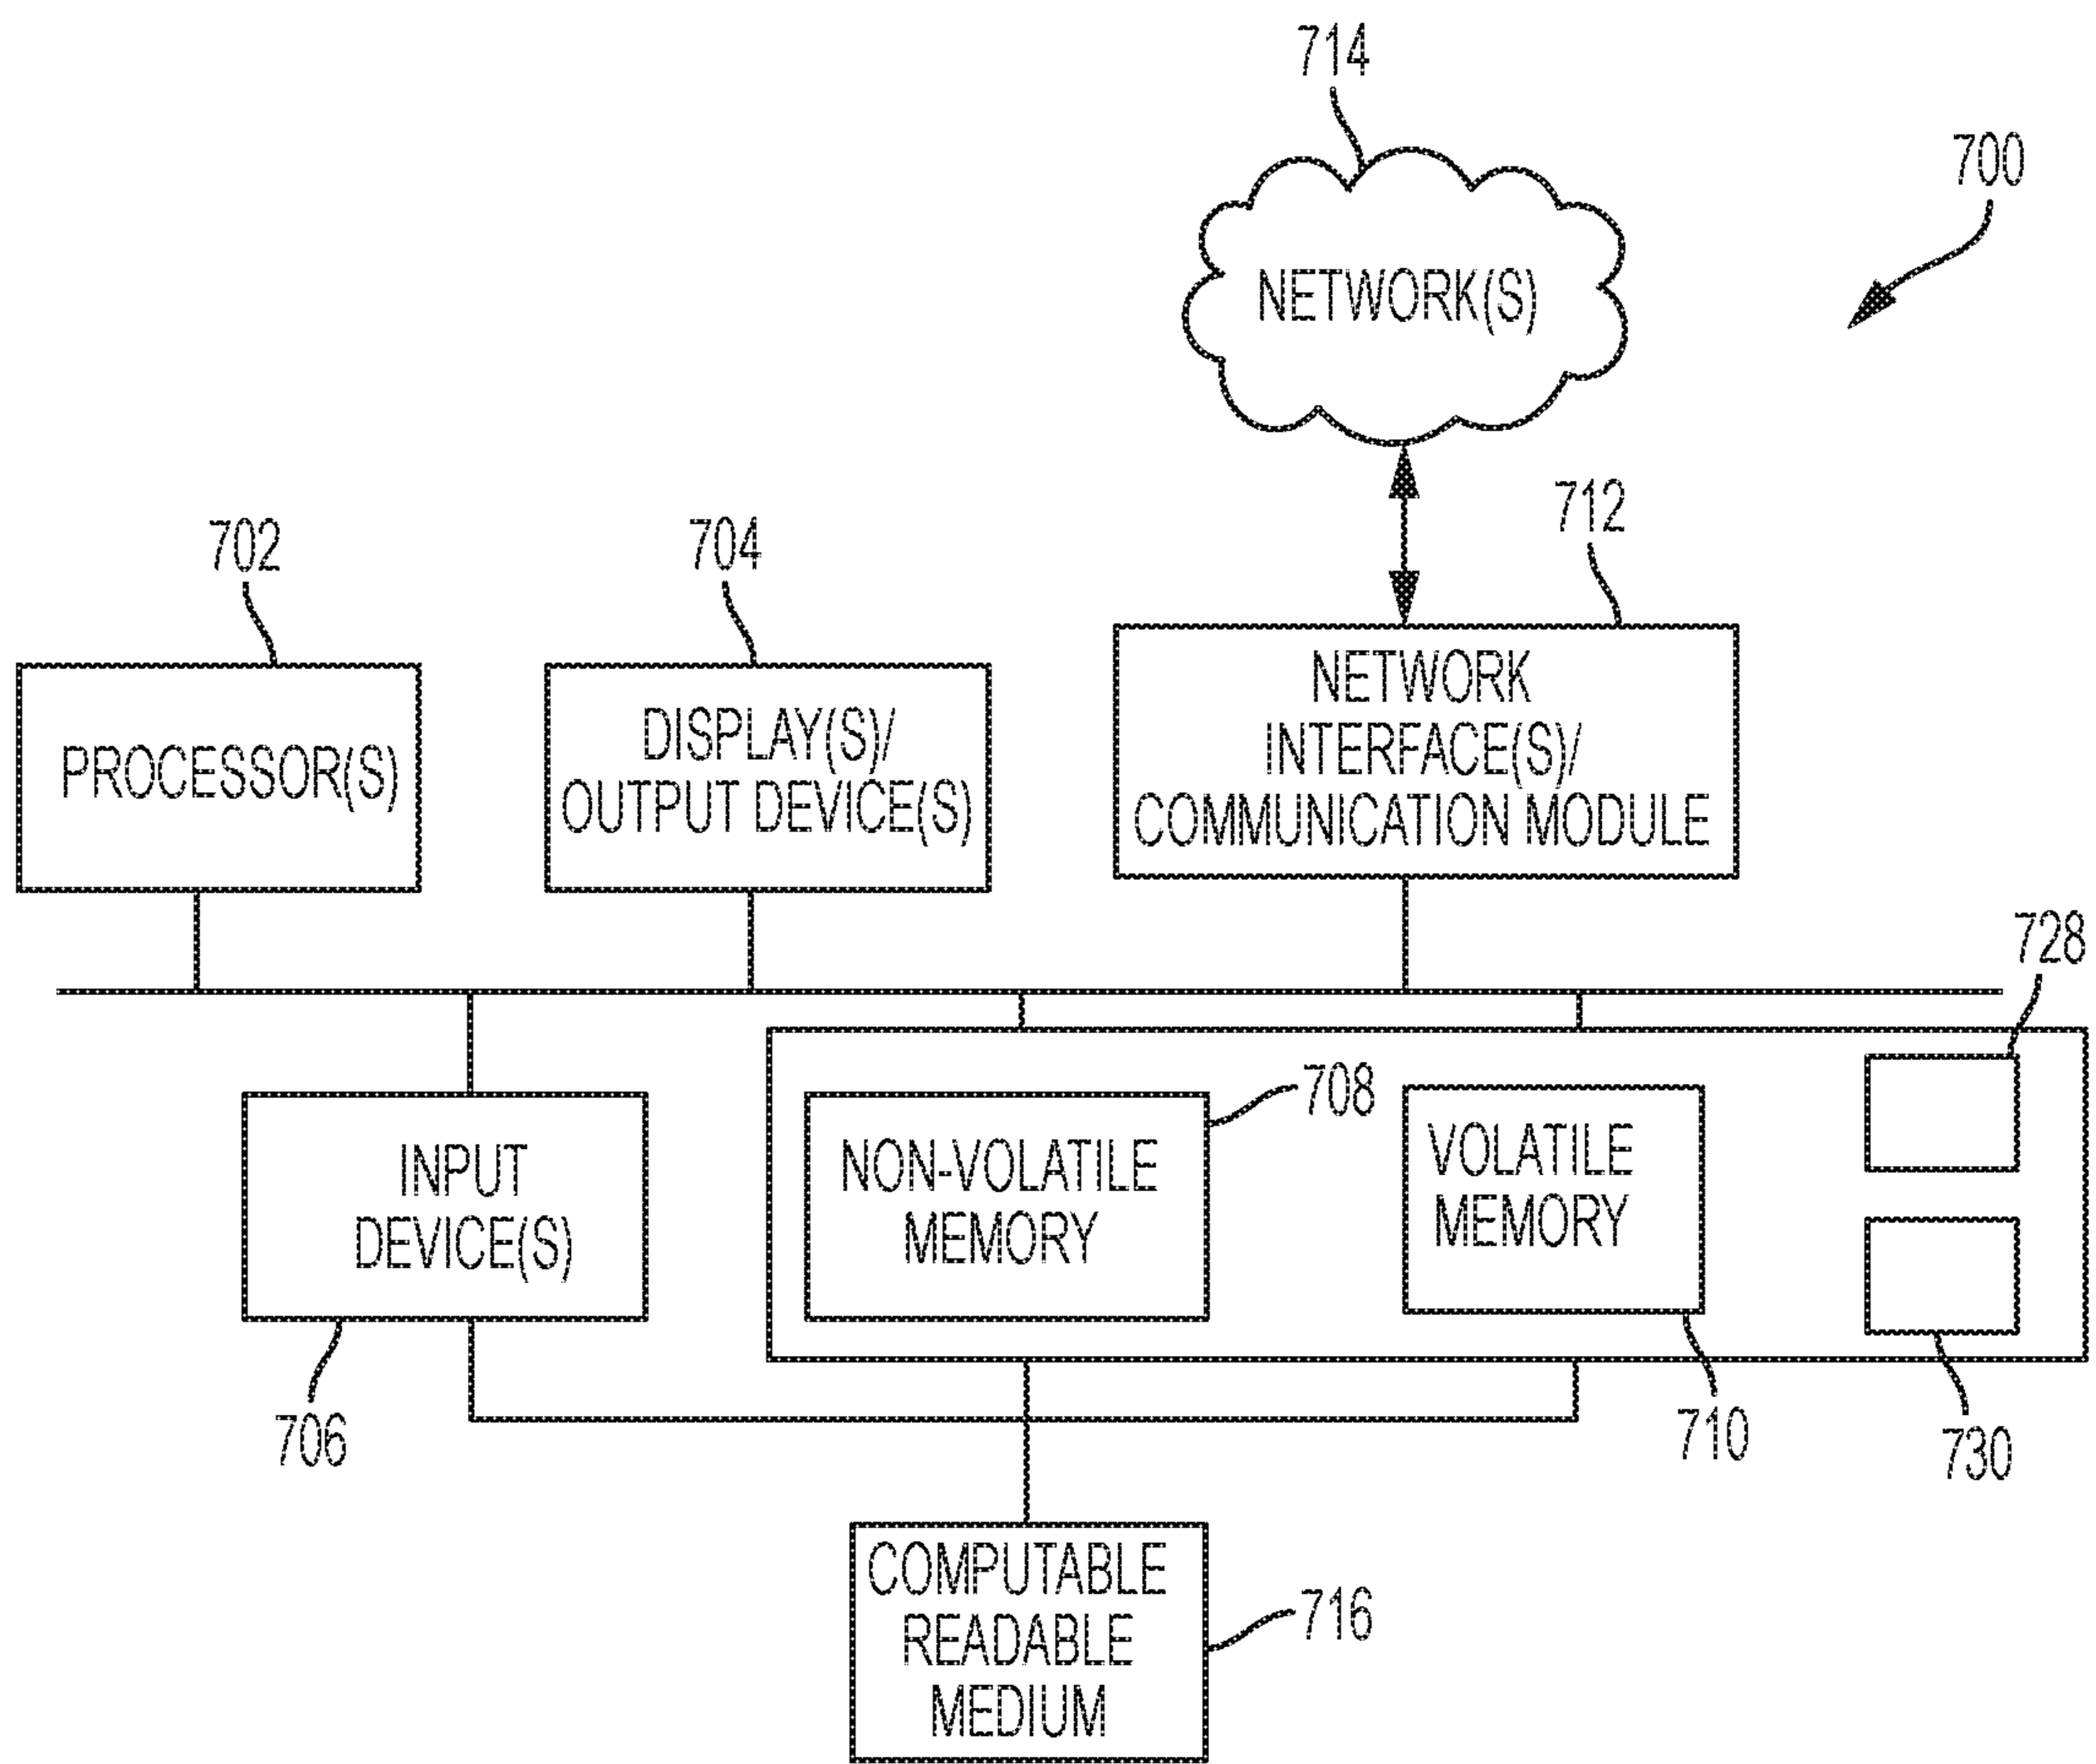 714
700
NETWORK(S)
712
702
704
NETWORK
INTERFACE(S)/
COMMUNICATION MODULE
PROCESSOR(S)
DISPLAY(S)/
OUTPUT DEVICE(S)
728
708
INPUT
DEVICE(S)
NON-VOLATILE
MEMORY
VOLATILE
MEMORY
706
710
730
COMPUTABLE
READABLE
MEDIUM
716